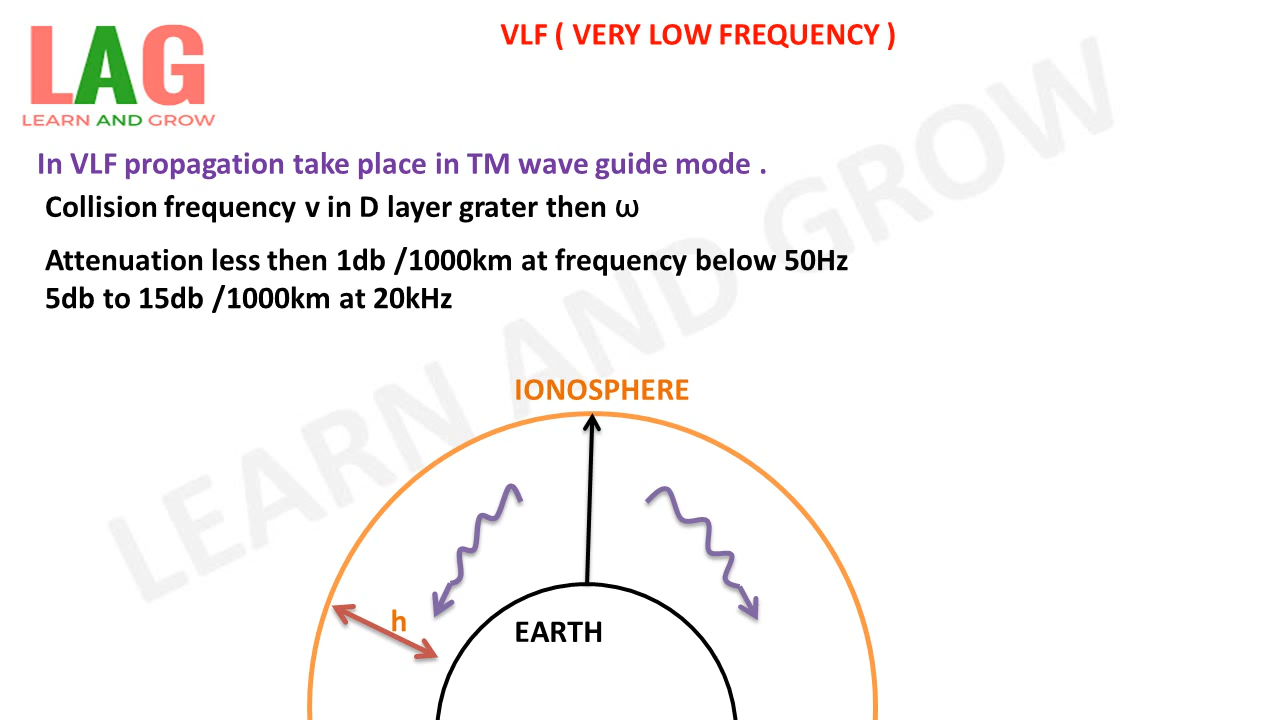 LAG
LEARN AND GROW
VLF ( VERY LOW FREQUENCY )
In VLF propagation take place in TM wave guide mode .
Collision frequency v in D layer grater then ω
Attenuation less then 1db /1000km at frequency below 50Hz
5db to 15db /1000km at 20kHz
LEARN AND GROW
IONOSPHERE
h
EARTH